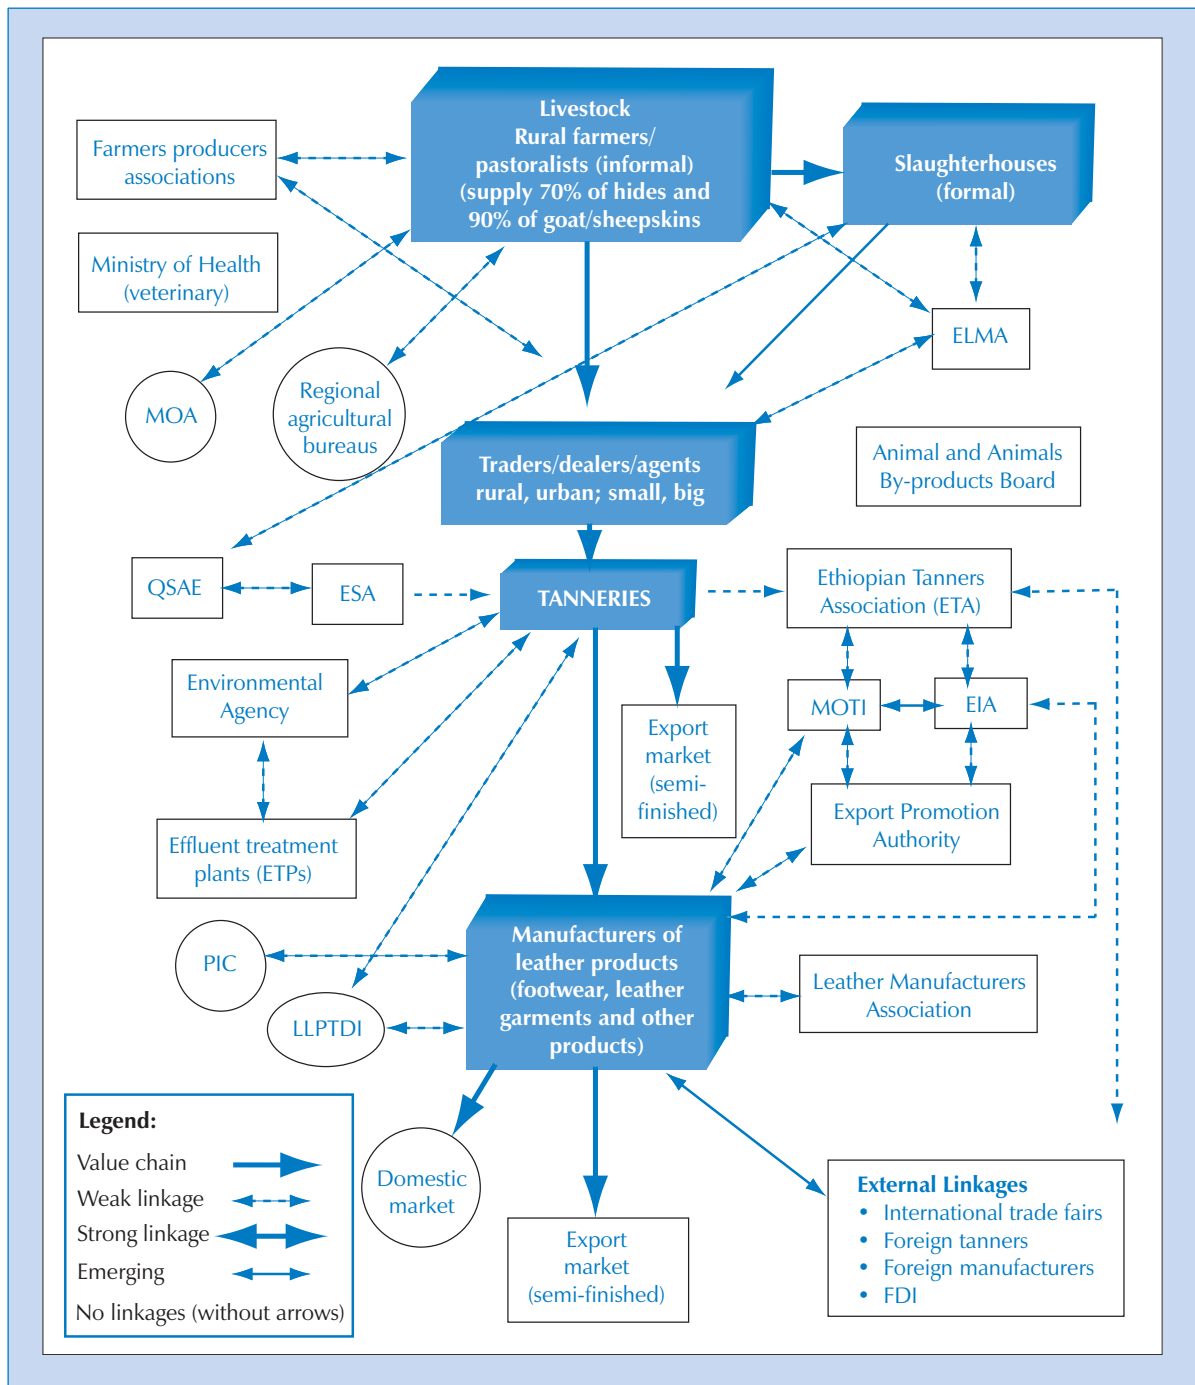 Livestock
Rural farmers/
pastoralists (informal)
(supply 70% of hides and
90% of goat/sheepskins
Slaughterhouses
(formal)
Farmers producers
associations
Ministry of Health
(veterinary)
MOA
Regional
agricultural
bureaus
ELMA
Traders/dealers/agents
rural, urban; small, big
Animal and Animals
By-products Board
QSAE
ESA
TANNERIES
Ethiopian Tanners
Association (ETA)
Environmental
Agency
Export
market
(semi-
finished)
MOTI
EIA
Effluent treatment
plants (ETPs)
Export Promotion
Authority
PIC
LLPTDI
Manufacturers of
leather products
(footwear, leather
garments and other
products)
Leather Manufacturers
Association
Legend:
Value chain
Weak linkage
Strong linkage
Emerging
No linkages (without arrows)
Domestic
market
Export
market
(semi-finished)
External Linkages
• International trade fairs
• Foreign tanners
• Foreign manufacturers
• FDI